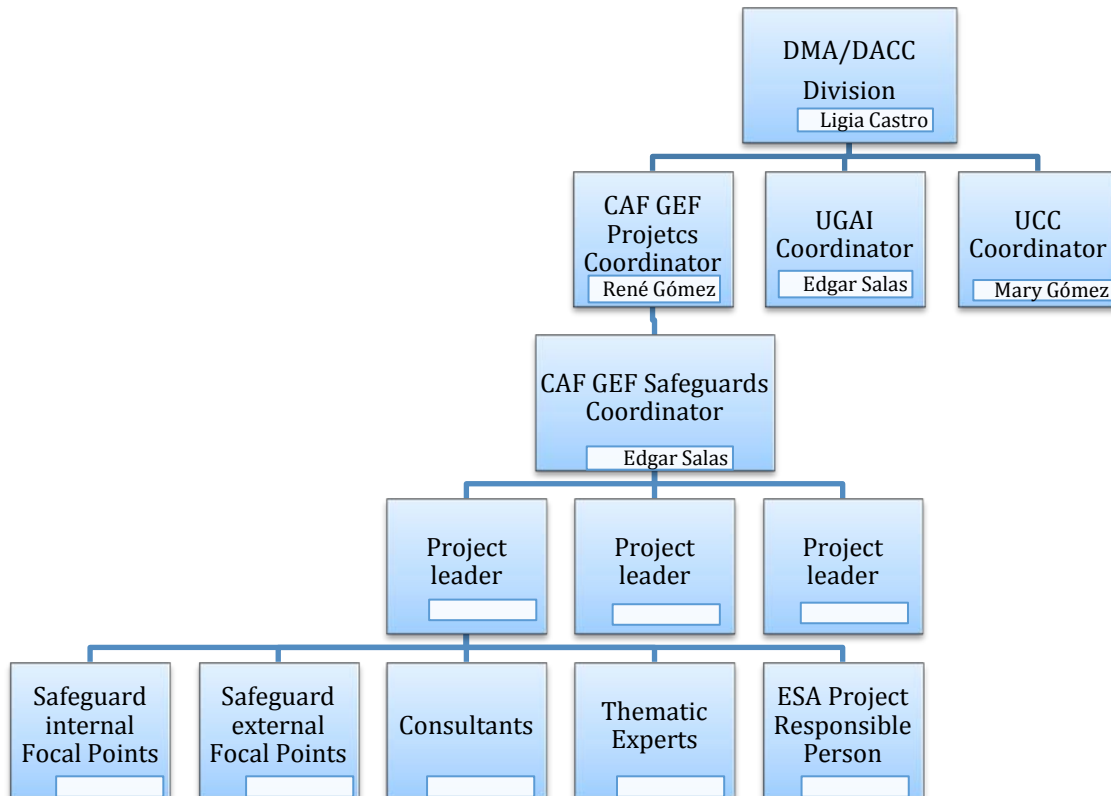 DMA/DACC
Division
Ligia Castro
CAF GEF
Projetcs
Coordinator
René Gómez
UGAI
Coordinator
Edgar Salas
UCC
Coordinator
Mary Gómez
CAF GEF Safeguards
Coordinator
Edgar Salas
Project
leader
Project
leader
Project
leader
Safeguard
internal
Focal Points
Safeguard
external
Focal Points
Consultants
Thematic
Experts
ESA Project
Responsible
Person